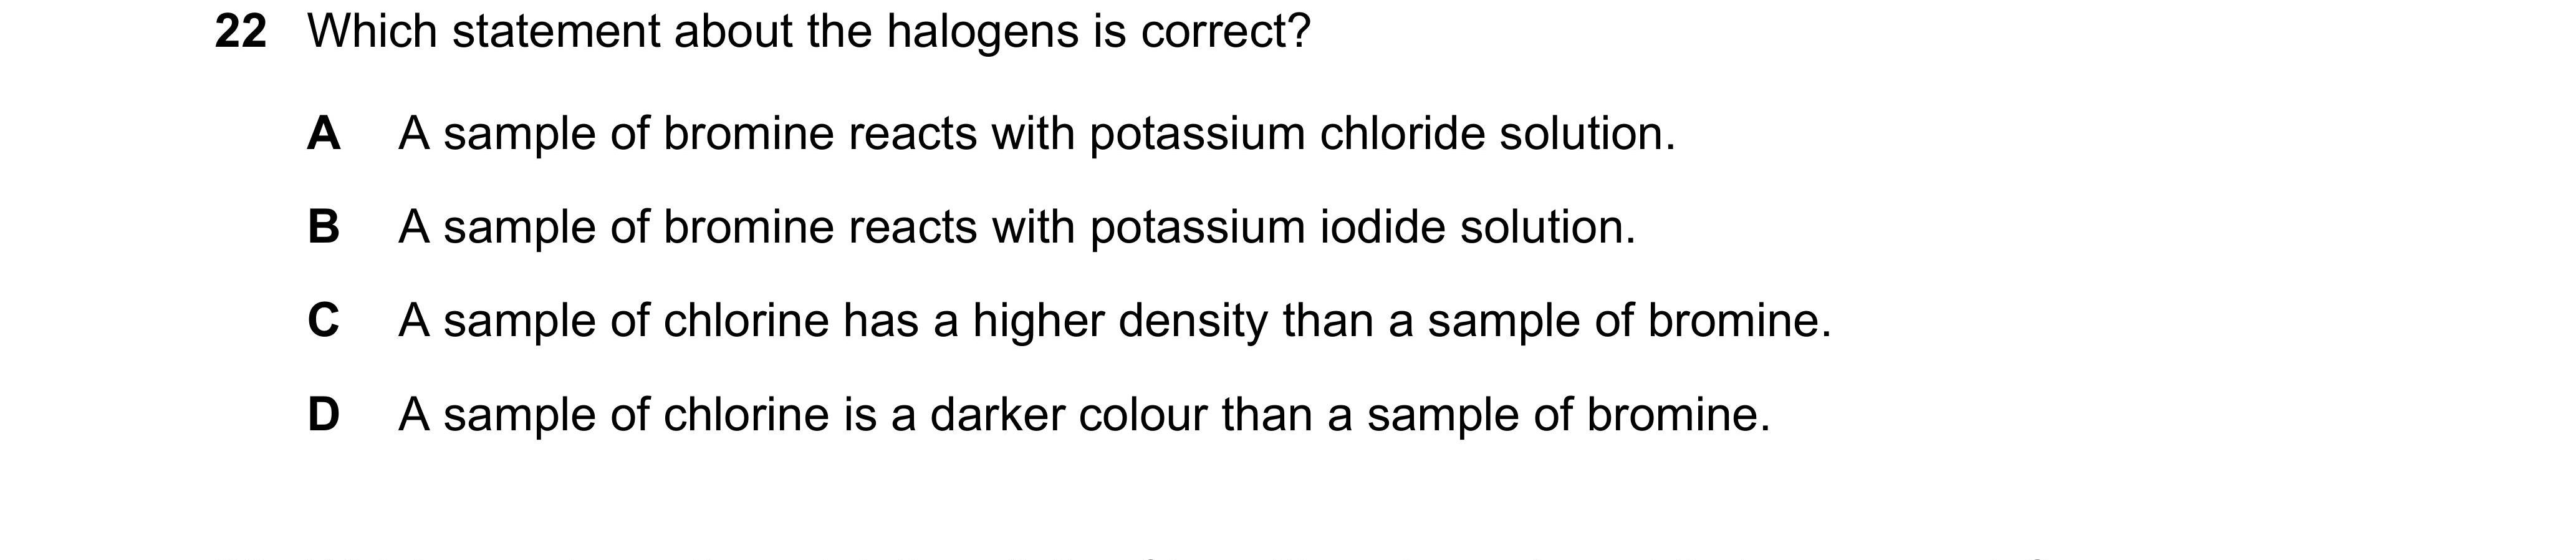 22 Which statement about the halogens is correct?
A A sample of bromine reacts with potassium chloride solution.
B A sample of bromine reacts with potassium iodide solution.
C A sample of chlorine has a higher density than a sample of bromine.
D A sample of chlorine is a darker colour than a sample of bromine.